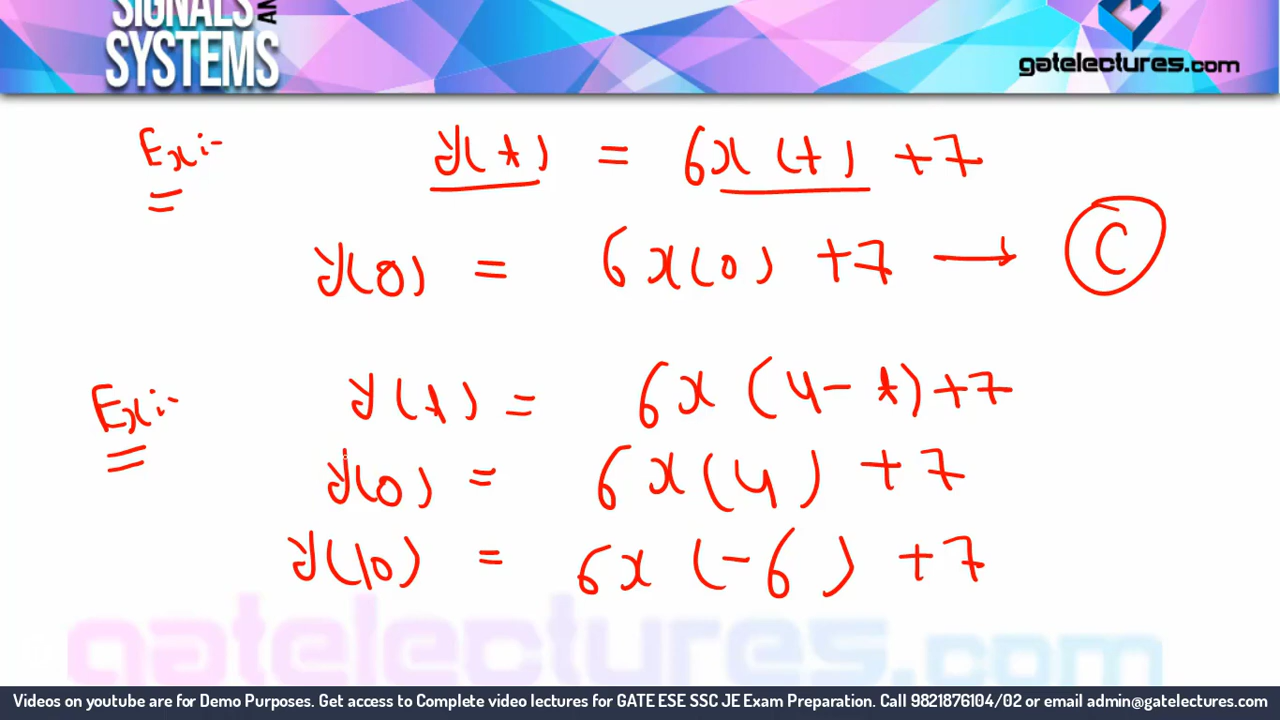 SIGNALS AND
SYSTEMS
gatelectures.com
Ex:- y(t) = 6x(t) +7
y(0) = 6x(0) +7 → C
Ex:- y(t) = 6x(4-t)+7
y(0) = 6x(4) +7
y(10) = 6x(-6) +7
gatelectures.com
Videos on youtube are for Demo Purposes. Get access to Complete video lectures for GATE ESE SSC JE Exam Preparation. Call 9821876104/02 or email admin@gatelectures.com